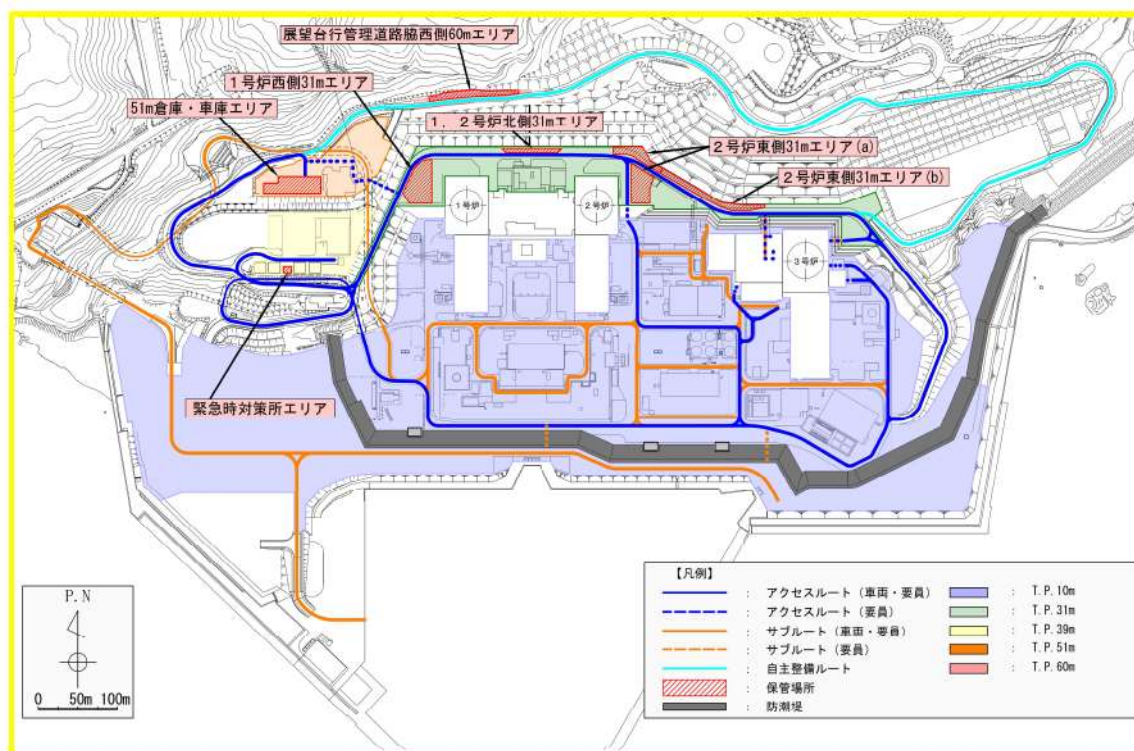 展望台行管理道路脇西側60mエリア
1号炉西側31mエリア
51m倉庫・車庫エリア
1,2号炉北側31mエリア
2号炉東側31mエリア(a)
2号炉東側31mエリア(b)
1号炉
2号炉
3号炉
緊急時対策所エリア
P.N
0 50m 100m
【凡例】
: アクセスルート(車両・要員) : T.P.10m
: アクセスルート(要員) : T.P.31m
: サブルート(車両・要員) : T.P.39m
: サブルート(要員) : T.P.51m
: 自主整備ルート : T.P.60m
: 保管場所
: 防潮堤